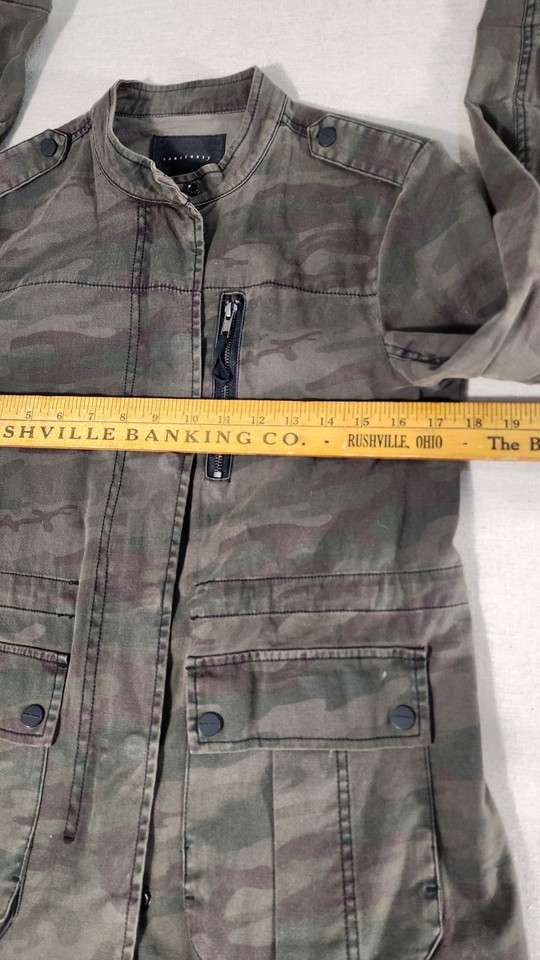 sanctuary
5 6 7 8 9 10 11 12 13 14 15 16 17 18 19
SHVILLE BANKING CO. - RUSHVILLE, OHIO - The B